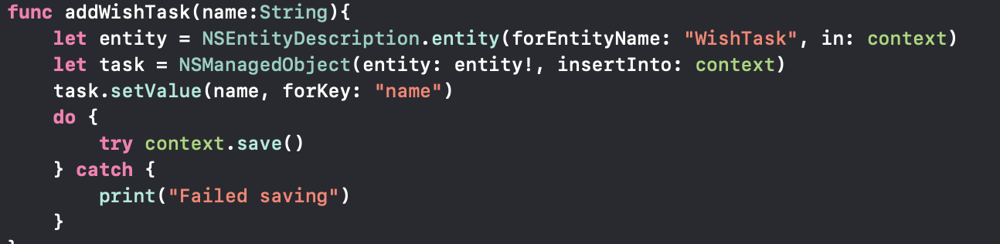 func addWishTask(name:String){
    let entity = NSEntityDescription.entity(forEntityName: "WishTask", in: context)
    let task = NSManagedObject(entity: entity!, insertInto: context)
    task.setValue(name, forKey: "name")
    do {
        try context.save()
    } catch {
        print("Failed saving")
    }
}